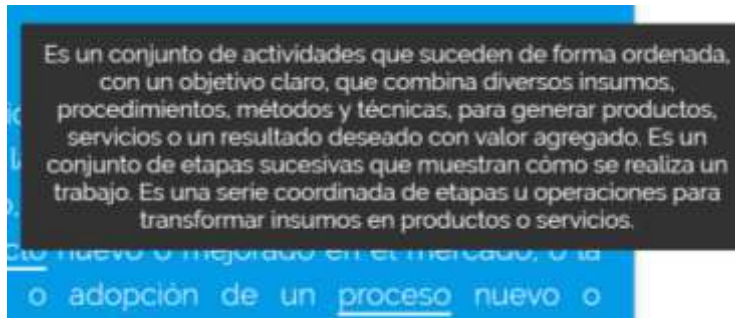 Es un conjunto de actividades que suceden de forma ordenada,
con un objetivo claro, que combina diversos insumos,
procedimientos, métodos y técnicas, para generar productos,
servicios o un resultado deseado con valor agregado. Es un
conjunto de etapas sucesivas que muestran cómo se realiza un
trabajo. Es una serie coordinada de etapas u operaciones para
transformar insumos en productos o servicios.
nuevo o mejorado en el mercado, o la
o adopción de un proceso nuevo o